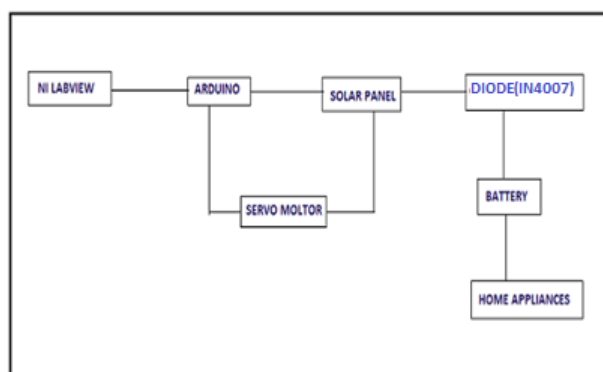 NI LABVIEW
ARDUINO
SOLAR PANEL
DIODE(IN4007)
SERVO MOLTOR
BATTERY
HOME APPLIANCES